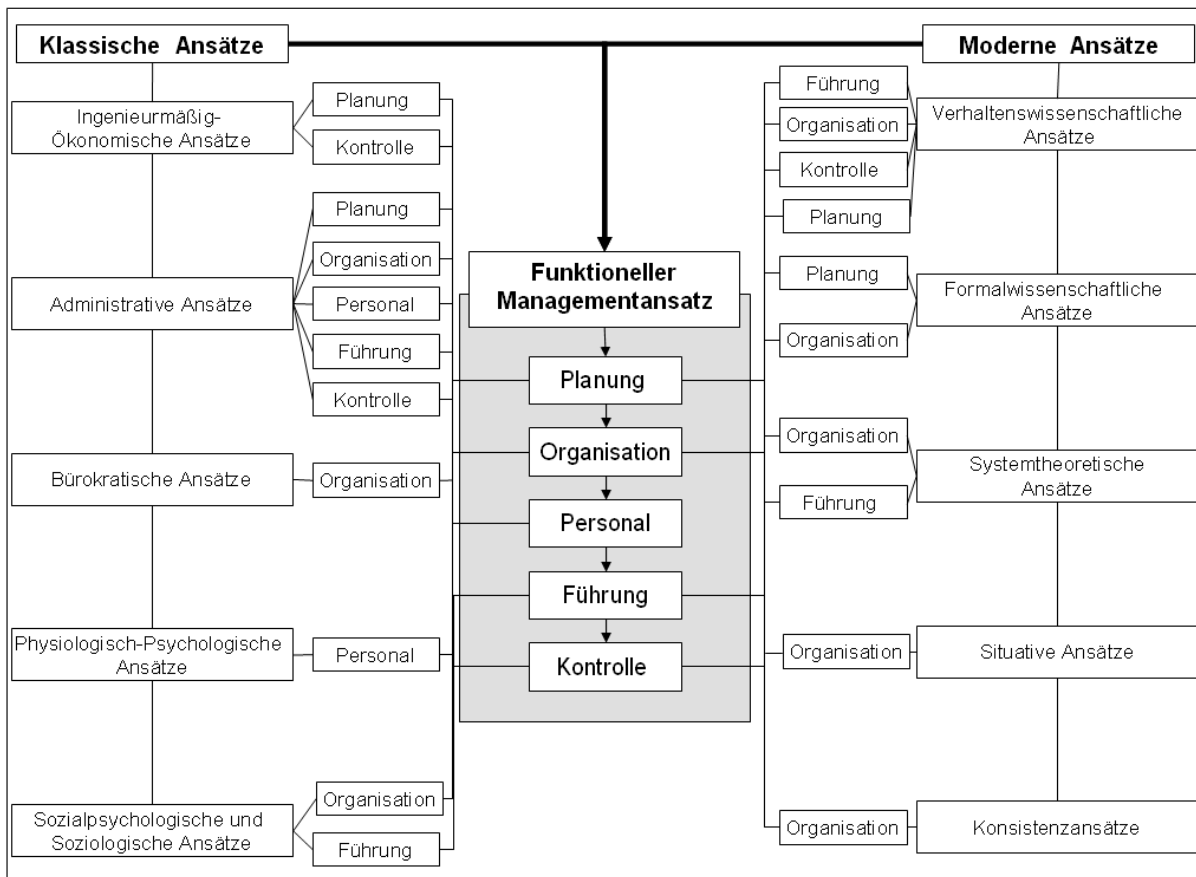 Klassische Ansätze
Ingenieurmäßig-
Ökonomische Ansätze
Planung
Kontrolle
Administrative Ansätze
Planung
Organisation
Personal
Führung
Kontrolle
Bürokratische Ansätze
Organisation
Physiologisch-Psychologische
Ansätze
Personal
Sozialpsychologische und
Soziologische Ansätze
Organisation
Führung
Funktioneller
Managementansatz
Planung
Organisation
Personal
Führung
Kontrolle
Moderne Ansätze
Führung
Organisation
Kontrolle
Planung
Verhaltenswissenschaftliche
Ansätze
Planung
Organisation
Formalwissenschaftliche
Ansätze
Organisation
Führung
Systemtheoretische
Ansätze
Organisation
Situative Ansätze
Organisation
Konsistenzansätze